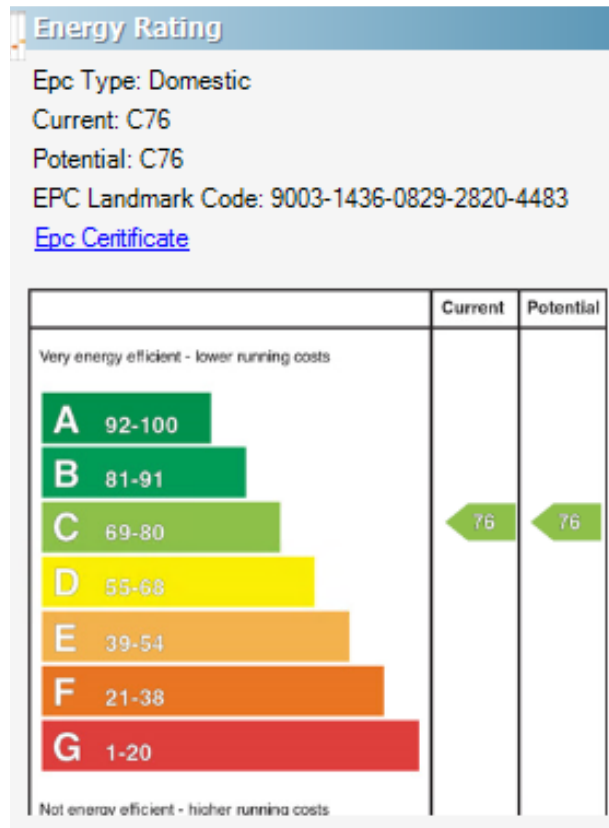 Energy Rating
Epc Type: Domestic
Current: C76
Potential: C76
EPC Landmark Code: 9003-1436-0829-2820-4483
Epc Ceritificate
Current Potential
Very energy efficient - lower running costs
A 92-100
B 81-91
C 69-80 76 76
D 55-68
E 39-54
F 21-38
G 1-20
Not energy efficient - higher running costs